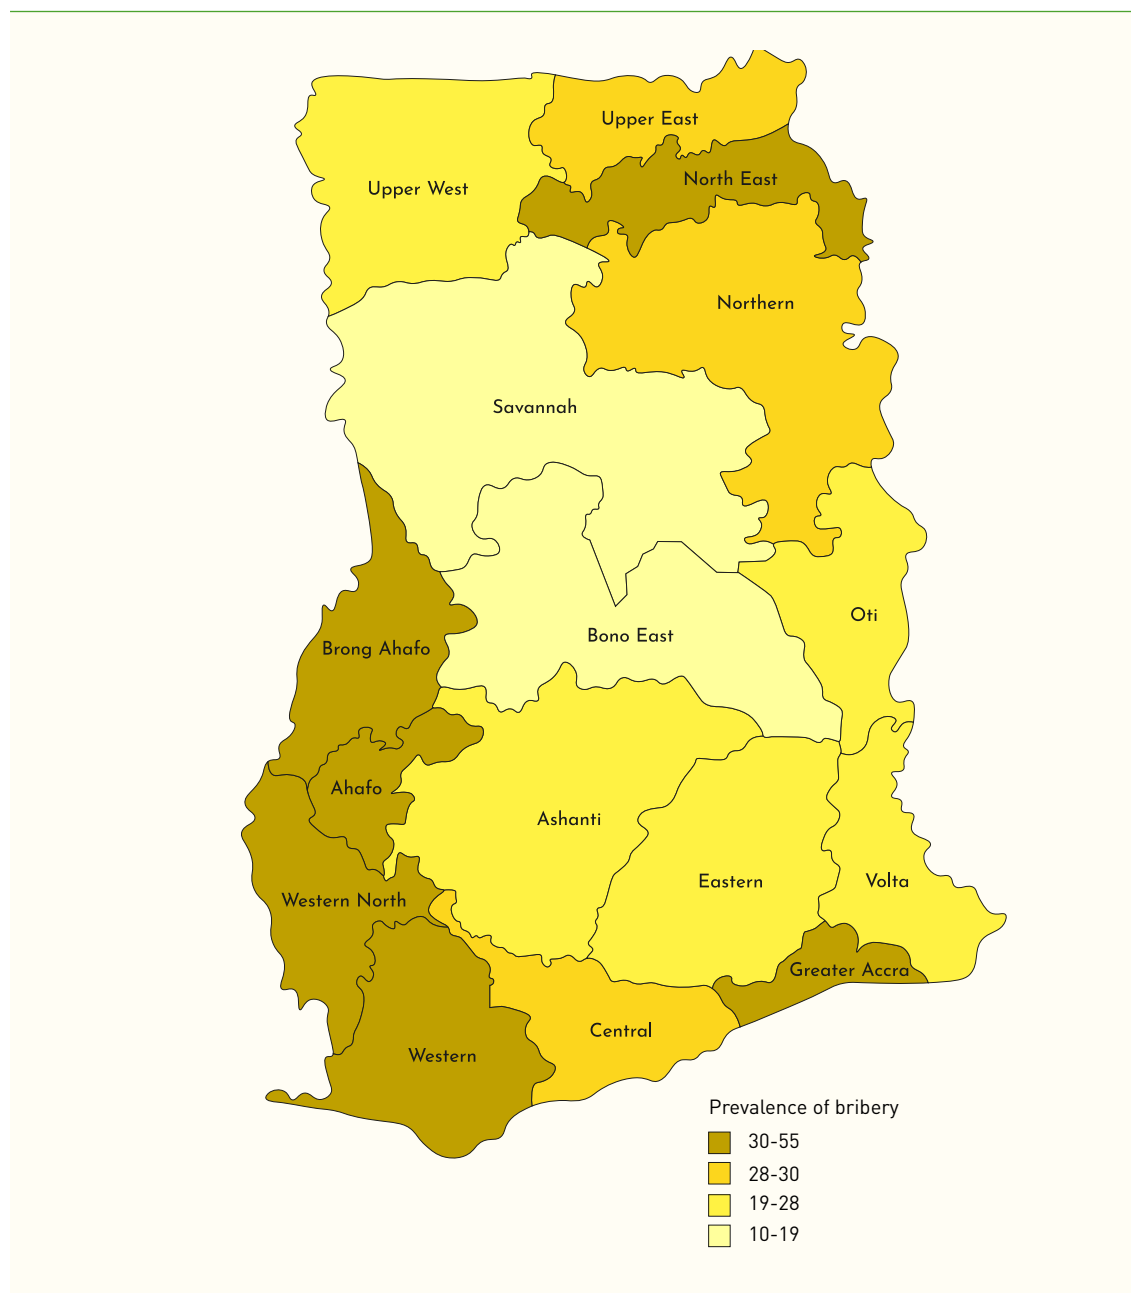 Upper East
North East
Upper West
Northern
Savannah
Oti
Bono East
Brong Ahafo
Ahafo
Ashanti
Eastern
Volta
Western North
Greater Accra
Central
Western
Prevalence of bribery
30-55
28-30
19-28
10-19